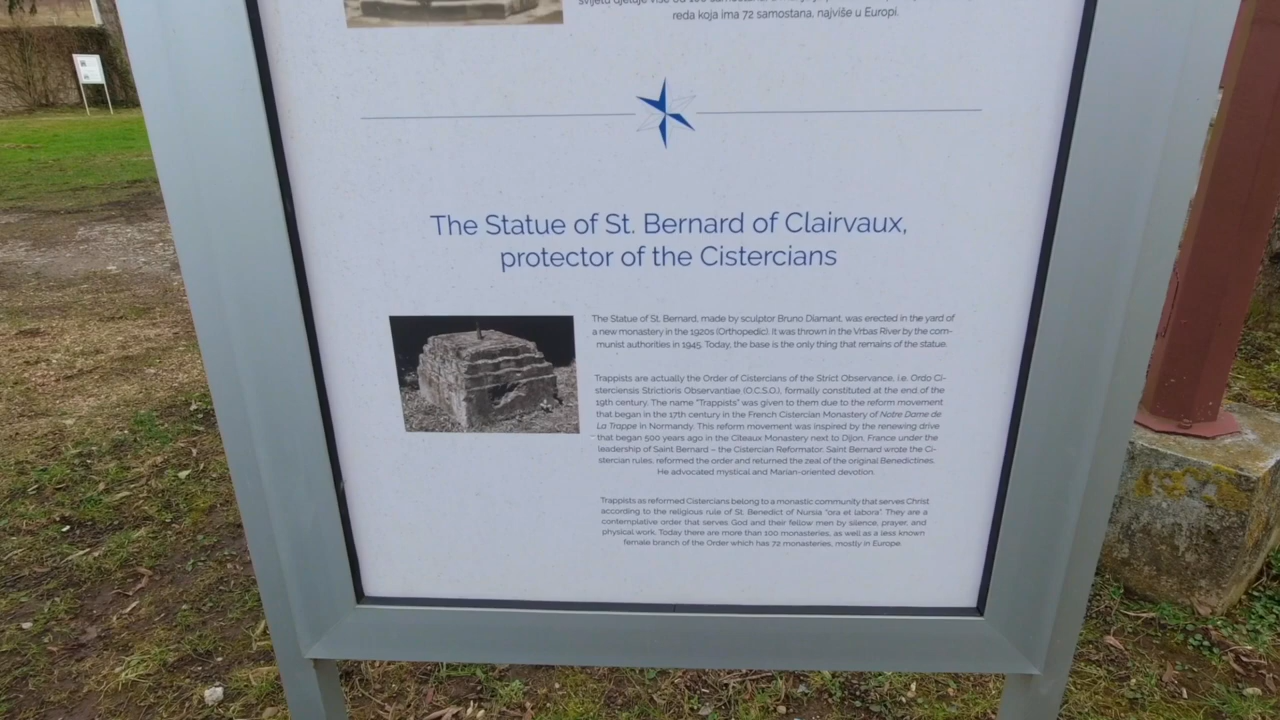 reda koja ima 72 samostana, najviše u Europi.
The Statue of St. Bernard of Clairvaux,
protector of the Cistercians
The Statue of St. Bernard, made by sculptor Bruno Diamant, was erected in the yard of
a new monastery in the 1920s (Orthopedic). It was thrown in the Vrbas River by the com-
munist authorities in 1945. Today, the base is the only thing that remains of the statue.
Trappists are actually the Order of Cistercians of the Strict Observance, i.e. Ordo Ci-
sterciensis Strictioris Observantiae (O.C.S.O.), formally constituted at the end of the
19th century. The name "Trappists" was given to them due to the reform movement
that began in the 17th century in the French Cistercian Monastery of Notre Dame de
La Trappe in Normandy. This reform movement was inspired by the renewing drive
that began 500 years ago in the Cîteaux Monastery next to Dijon, France under the
leadership of Saint Bernard – the Cistercian Reformator. Saint Bernard wrote the Ci-
stercian rules, reformed the order and returned the zeal of the original Benedictines.
He advocated mystical and Marian-oriented devotion.
Trappists as reformed Cistercians belong to a monastic community that serves Christ
according to the religious rule of St. Benedict of Nursia "ora et labora". They are a
contemplative order that serves God and their fellow men by silence, prayer, and
physical work. Today there are more than 100 monasteries, as well as a less known
female branch of the Order which has 72 monasteries, mostly in Europe.